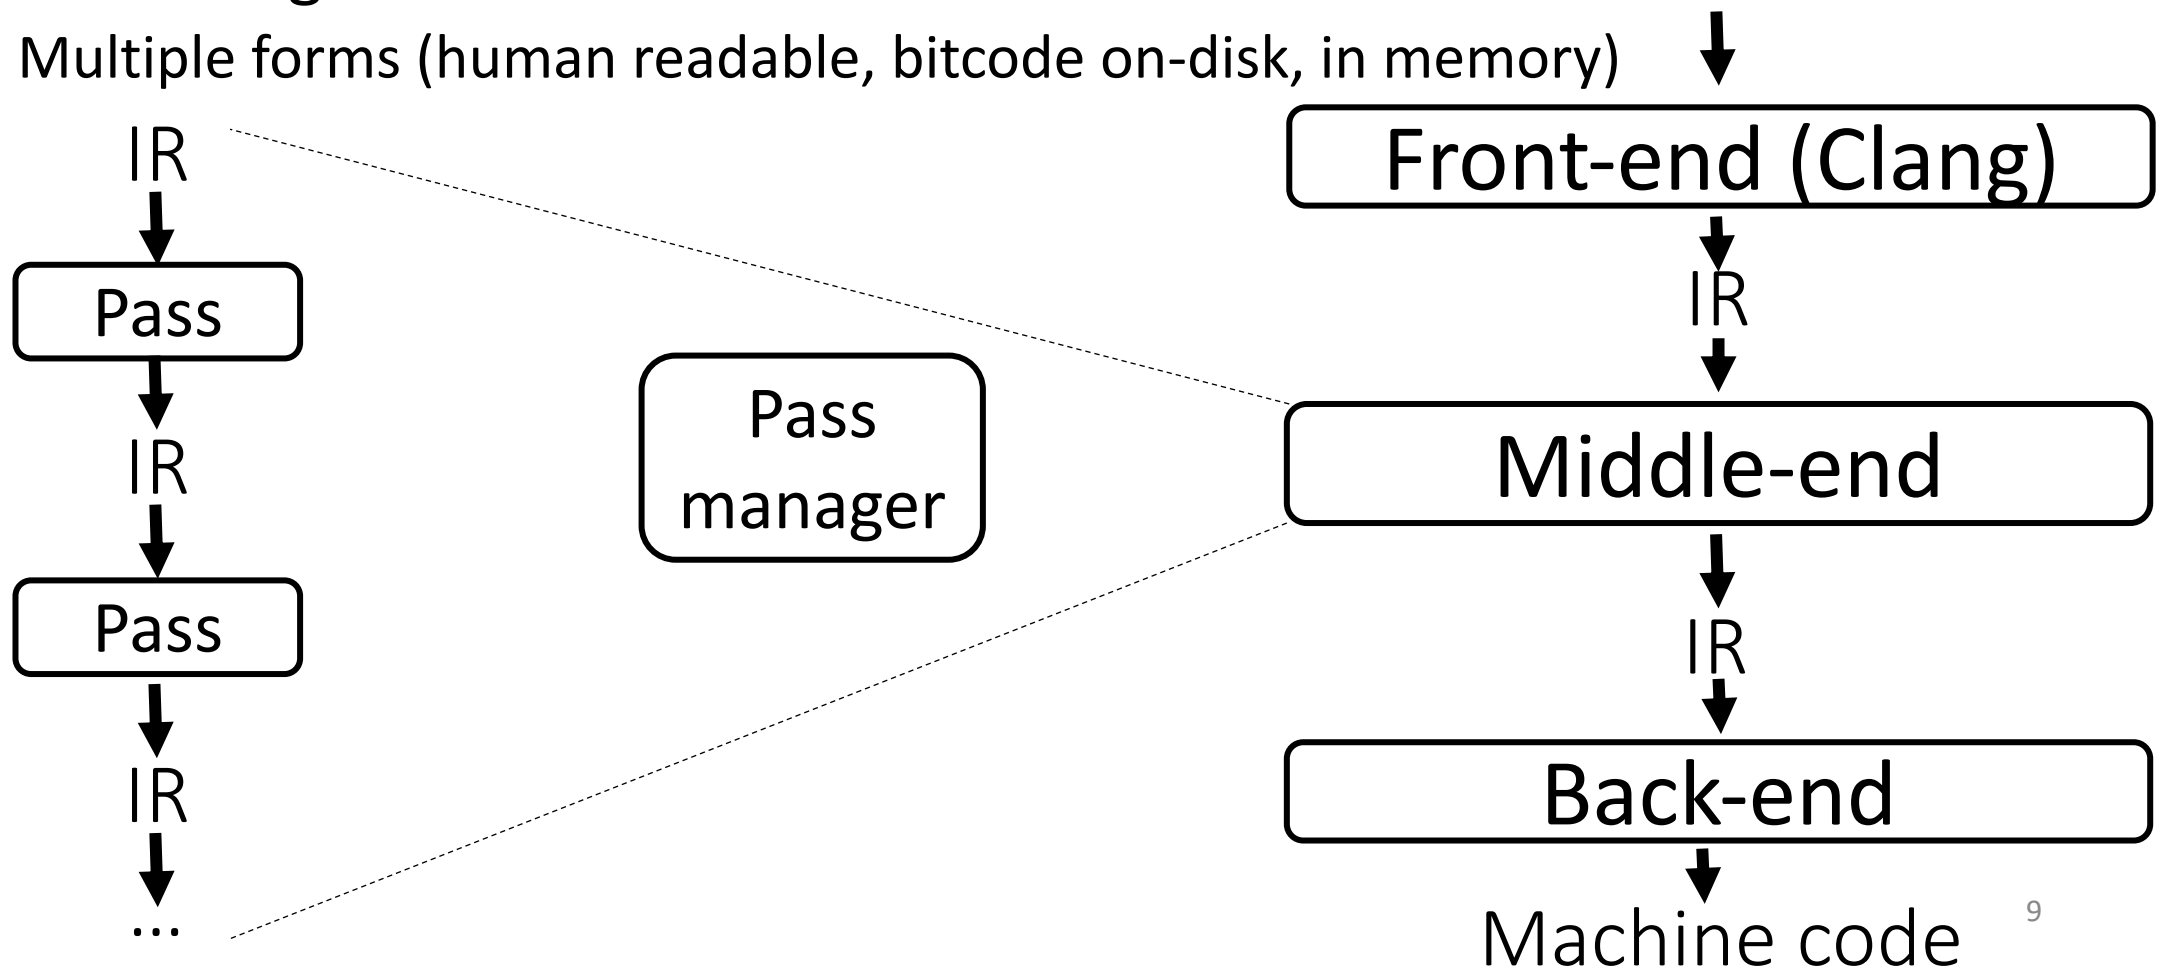 Multiple forms (human readable, bitcode on-disk, in memory)
IR
Pass
IR
Pass
IR
...
Pass
manager
Front-end (Clang)
IR
Middle-end
IR
Back-end
Machine code
9